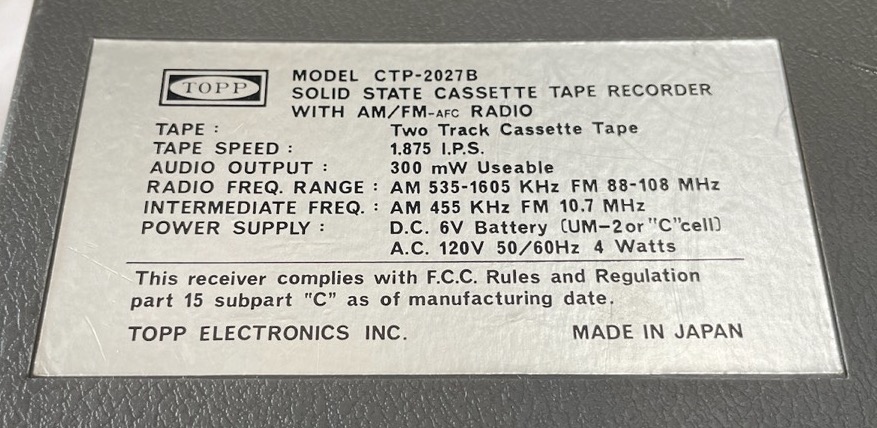 TOPP
MODEL CTP-2027B
SOLID STATE CASSETTE TAPE RECORDER
WITH AM/FM-AFC RADIO
TAPE : Two Track Cassette Tape
TAPE SPEED : 1.875 I.P.S.
AUDIO OUTPUT : 300 mW Useable
RADIO FREQ. RANGE : AM 535-1605 KHz FM 88-108 MHz
INTERMEDIATE FREQ. : AM 455 KHz FM 10.7 MHz
POWER SUPPLY : D.C. 6V Battery (UM-2 or "C"cell)
A.C. 120V 50/60Hz 4 Watts
This receiver complies with F.C.C. Rules and Regulation
part 15 subpart "C" as of manufacturing date.
TOPP ELECTRONICS INC. MADE IN JAPAN